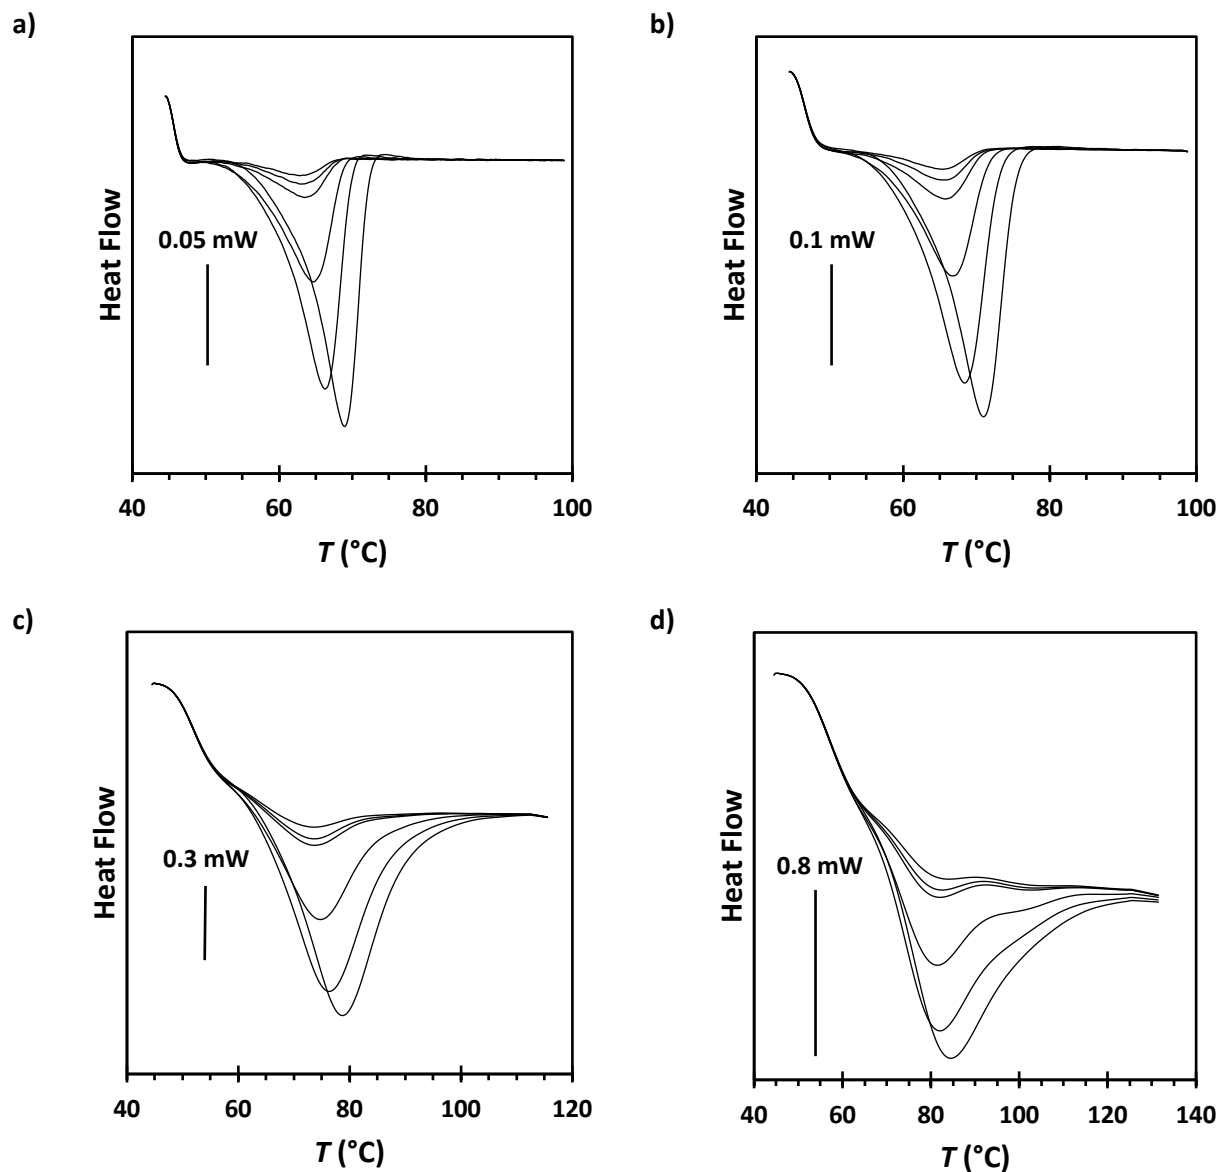 a)
Heat Flow
0.05 mW
40 60 80 100
T (°C)
b)
Heat Flow
0.1 mW
40 60 80 100
T (°C)
c)
Heat Flow
0.3 mW
40 60 80 100 120
T (°C)
d)
Heat Flow
0.8 mW
40 60 80 100 120 140
T (°C)